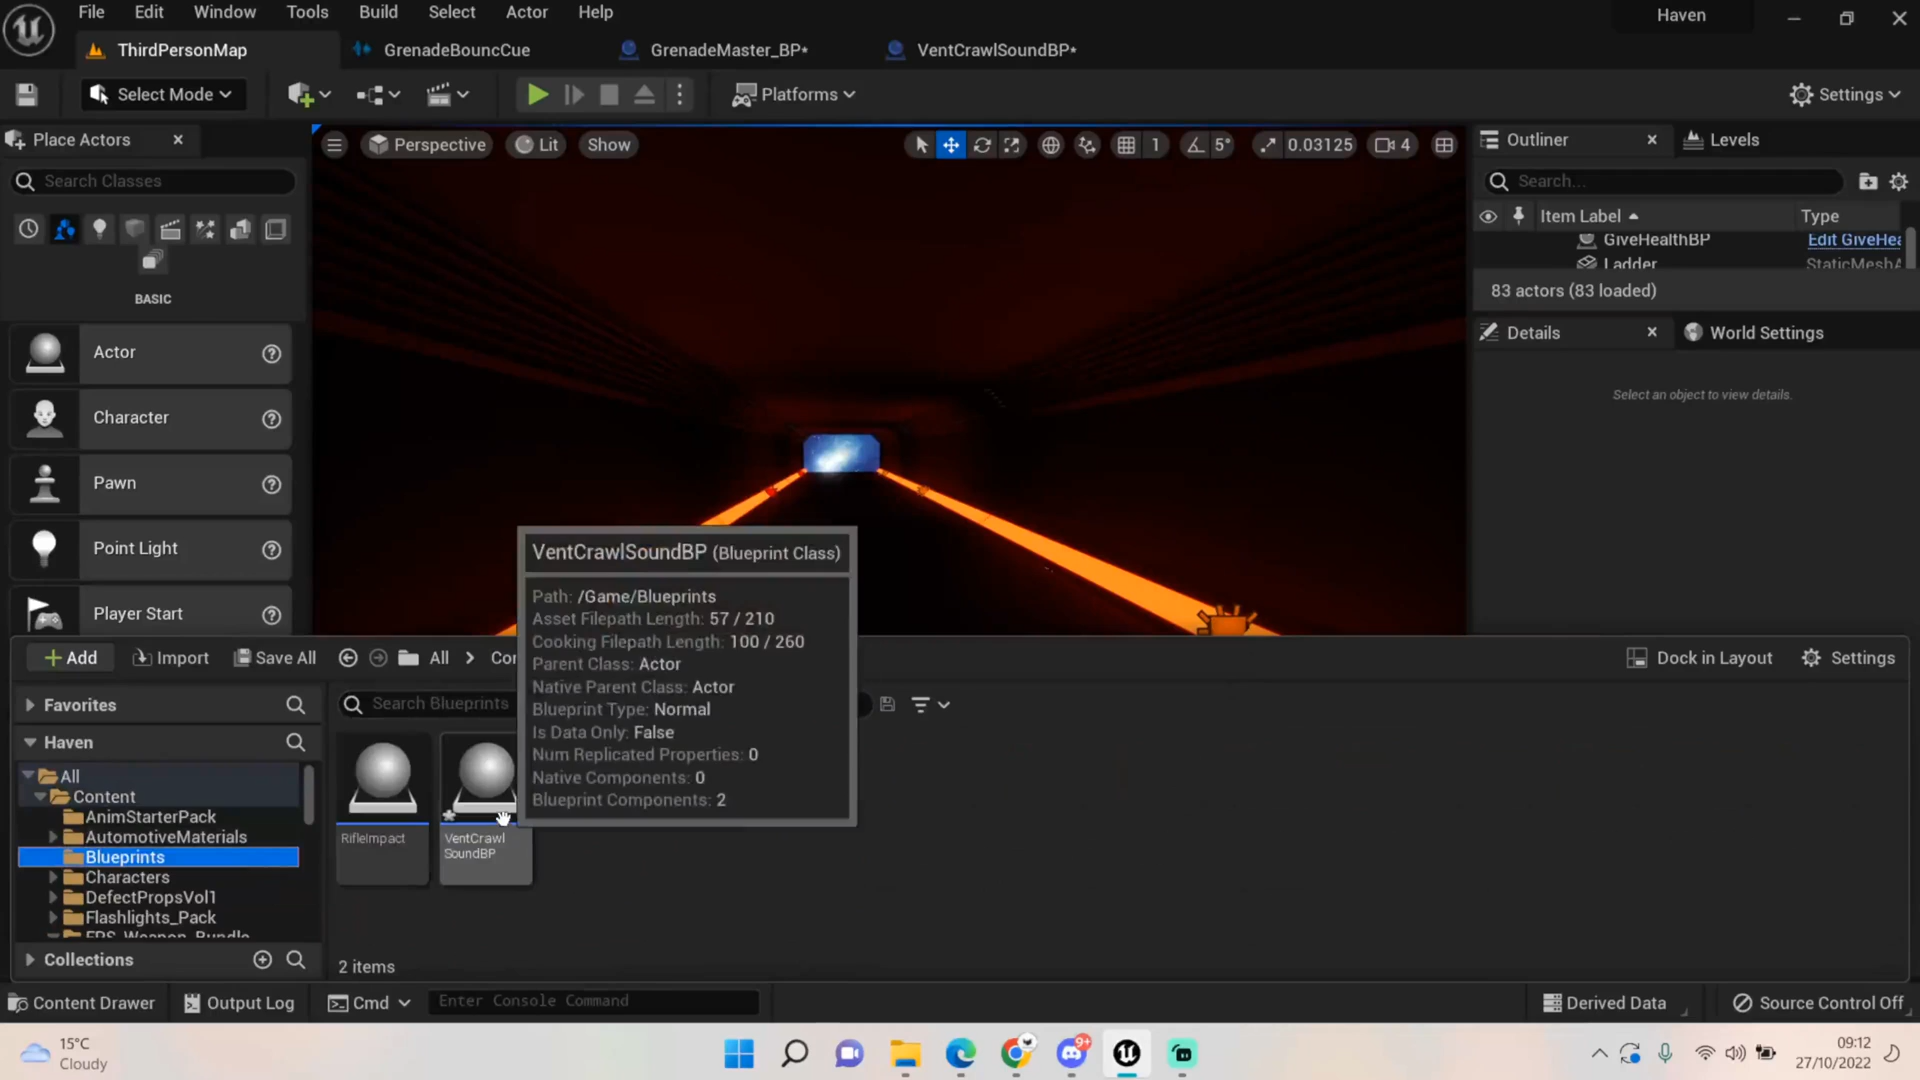 File Edit Window Tools Build Select Actor Help
Haven
ThirdPersonMap GrenadeBouncCue GrenadeMaster_BP* VentCrawlSoundBP*
Select Mode Platforms Settings
Place Actors
Search Classes
BASIC
Actor
Character
Pawn
Point Light
Player Start
Perspective Lit Show 1 5° 0.03125 4
Outliner Levels
Search...
Item Label Type
GiveHealthBP Edit GiveHea
Ladder StaticMeshA
83 actors (83 loaded)
Details World Settings
Select an object to view details.
VentCrawlSoundBP (Blueprint Class)
Path: /Game/Blueprints
Asset Filepath Length: 57 / 210
Cooking Filepath Length: 100 / 260
Parent Class: Actor
Native Parent Class: Actor
Blueprint Type: Normal
Is Data Only: False
Num Replicated Properties: 0
Native Components: 0
Blueprint Components: 2
Add Import Save All All Con Dock in Layout Settings
Favorites
Search Blueprints
Haven
All
Content
AnimStarterPack
AutomotiveMaterials
Blueprints
Characters
DefectPropsVol1
Flashlights_Pack
FPS_Weapon_Bundle
Collections
RifleImpact
VentCrawl
SoundBP
2 items
Content Drawer Output Log Cmd Enter Console Command Derived Data Source Control Off
15°C
Cloudy
9+
09:12
27/10/2022